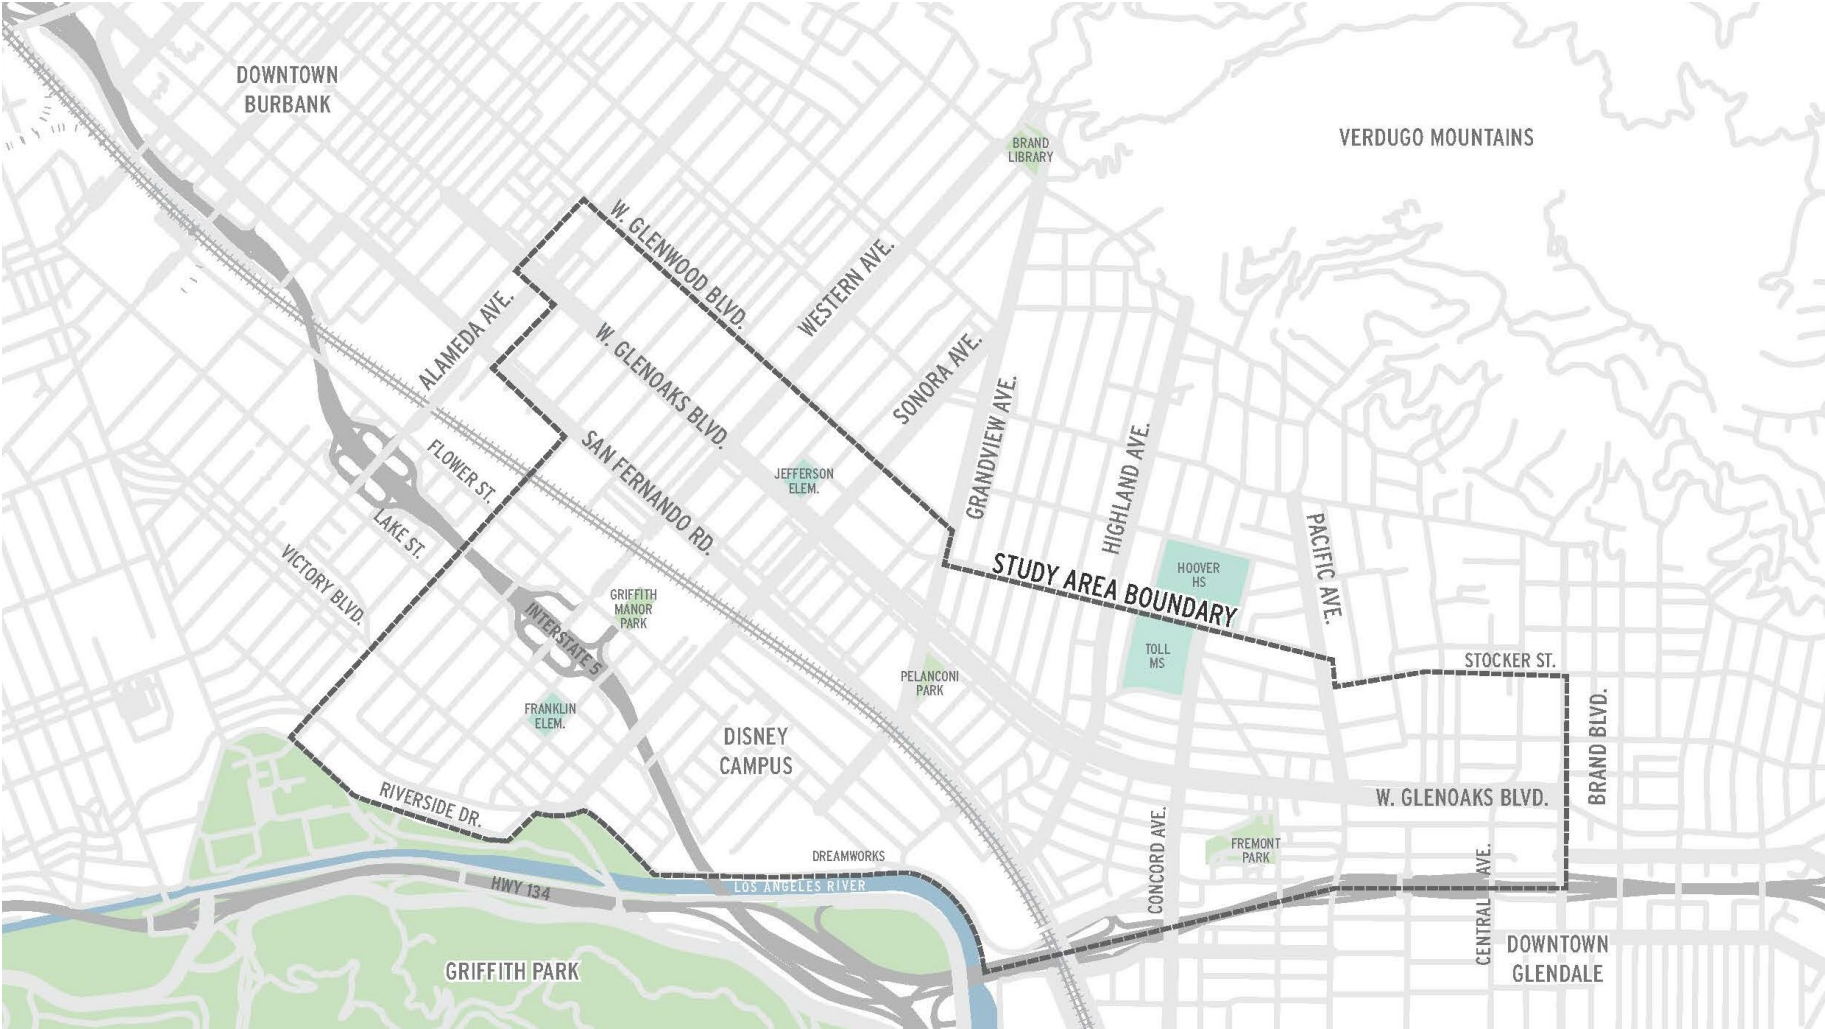 DOWNTOWN
BURBANK
VERDUGO MOUNTAINS
BRAND
LIBRARY
W. GLENWOOD BLVD.
WESTERN AVE.
ALAMEDA AVE.
W. GLENOAKS BLVD.
SONORA AVE.
GRANDVIEW AVE.
HIGHLAND AVE.
FLOWER ST.
SAN FERNANDO RD.
JEFFERSON
ELEM.
LAKE ST.
PACIFIC AVE.
VICTORY BLVD.
STUDY AREA BOUNDARY
HOOVER
HS
GRIFFITH
MANOR
PARK
INTERSTATE 5
TOLL
MS
STOCKER ST.
PELANCONI
PARK
FRANKLIN
ELEM.
DISNEY
CAMPUS
BRAND BLVD.
RIVERSIDE DR.
W. GLENOAKS BLVD.
CONCORD AVE.
FREMONT
PARK
DREAMWORKS
LOS ANGELES RIVER
HWY 134
CENTRAL AVE.
GRIFFITH PARK
DOWNTOWN
GLENDALE